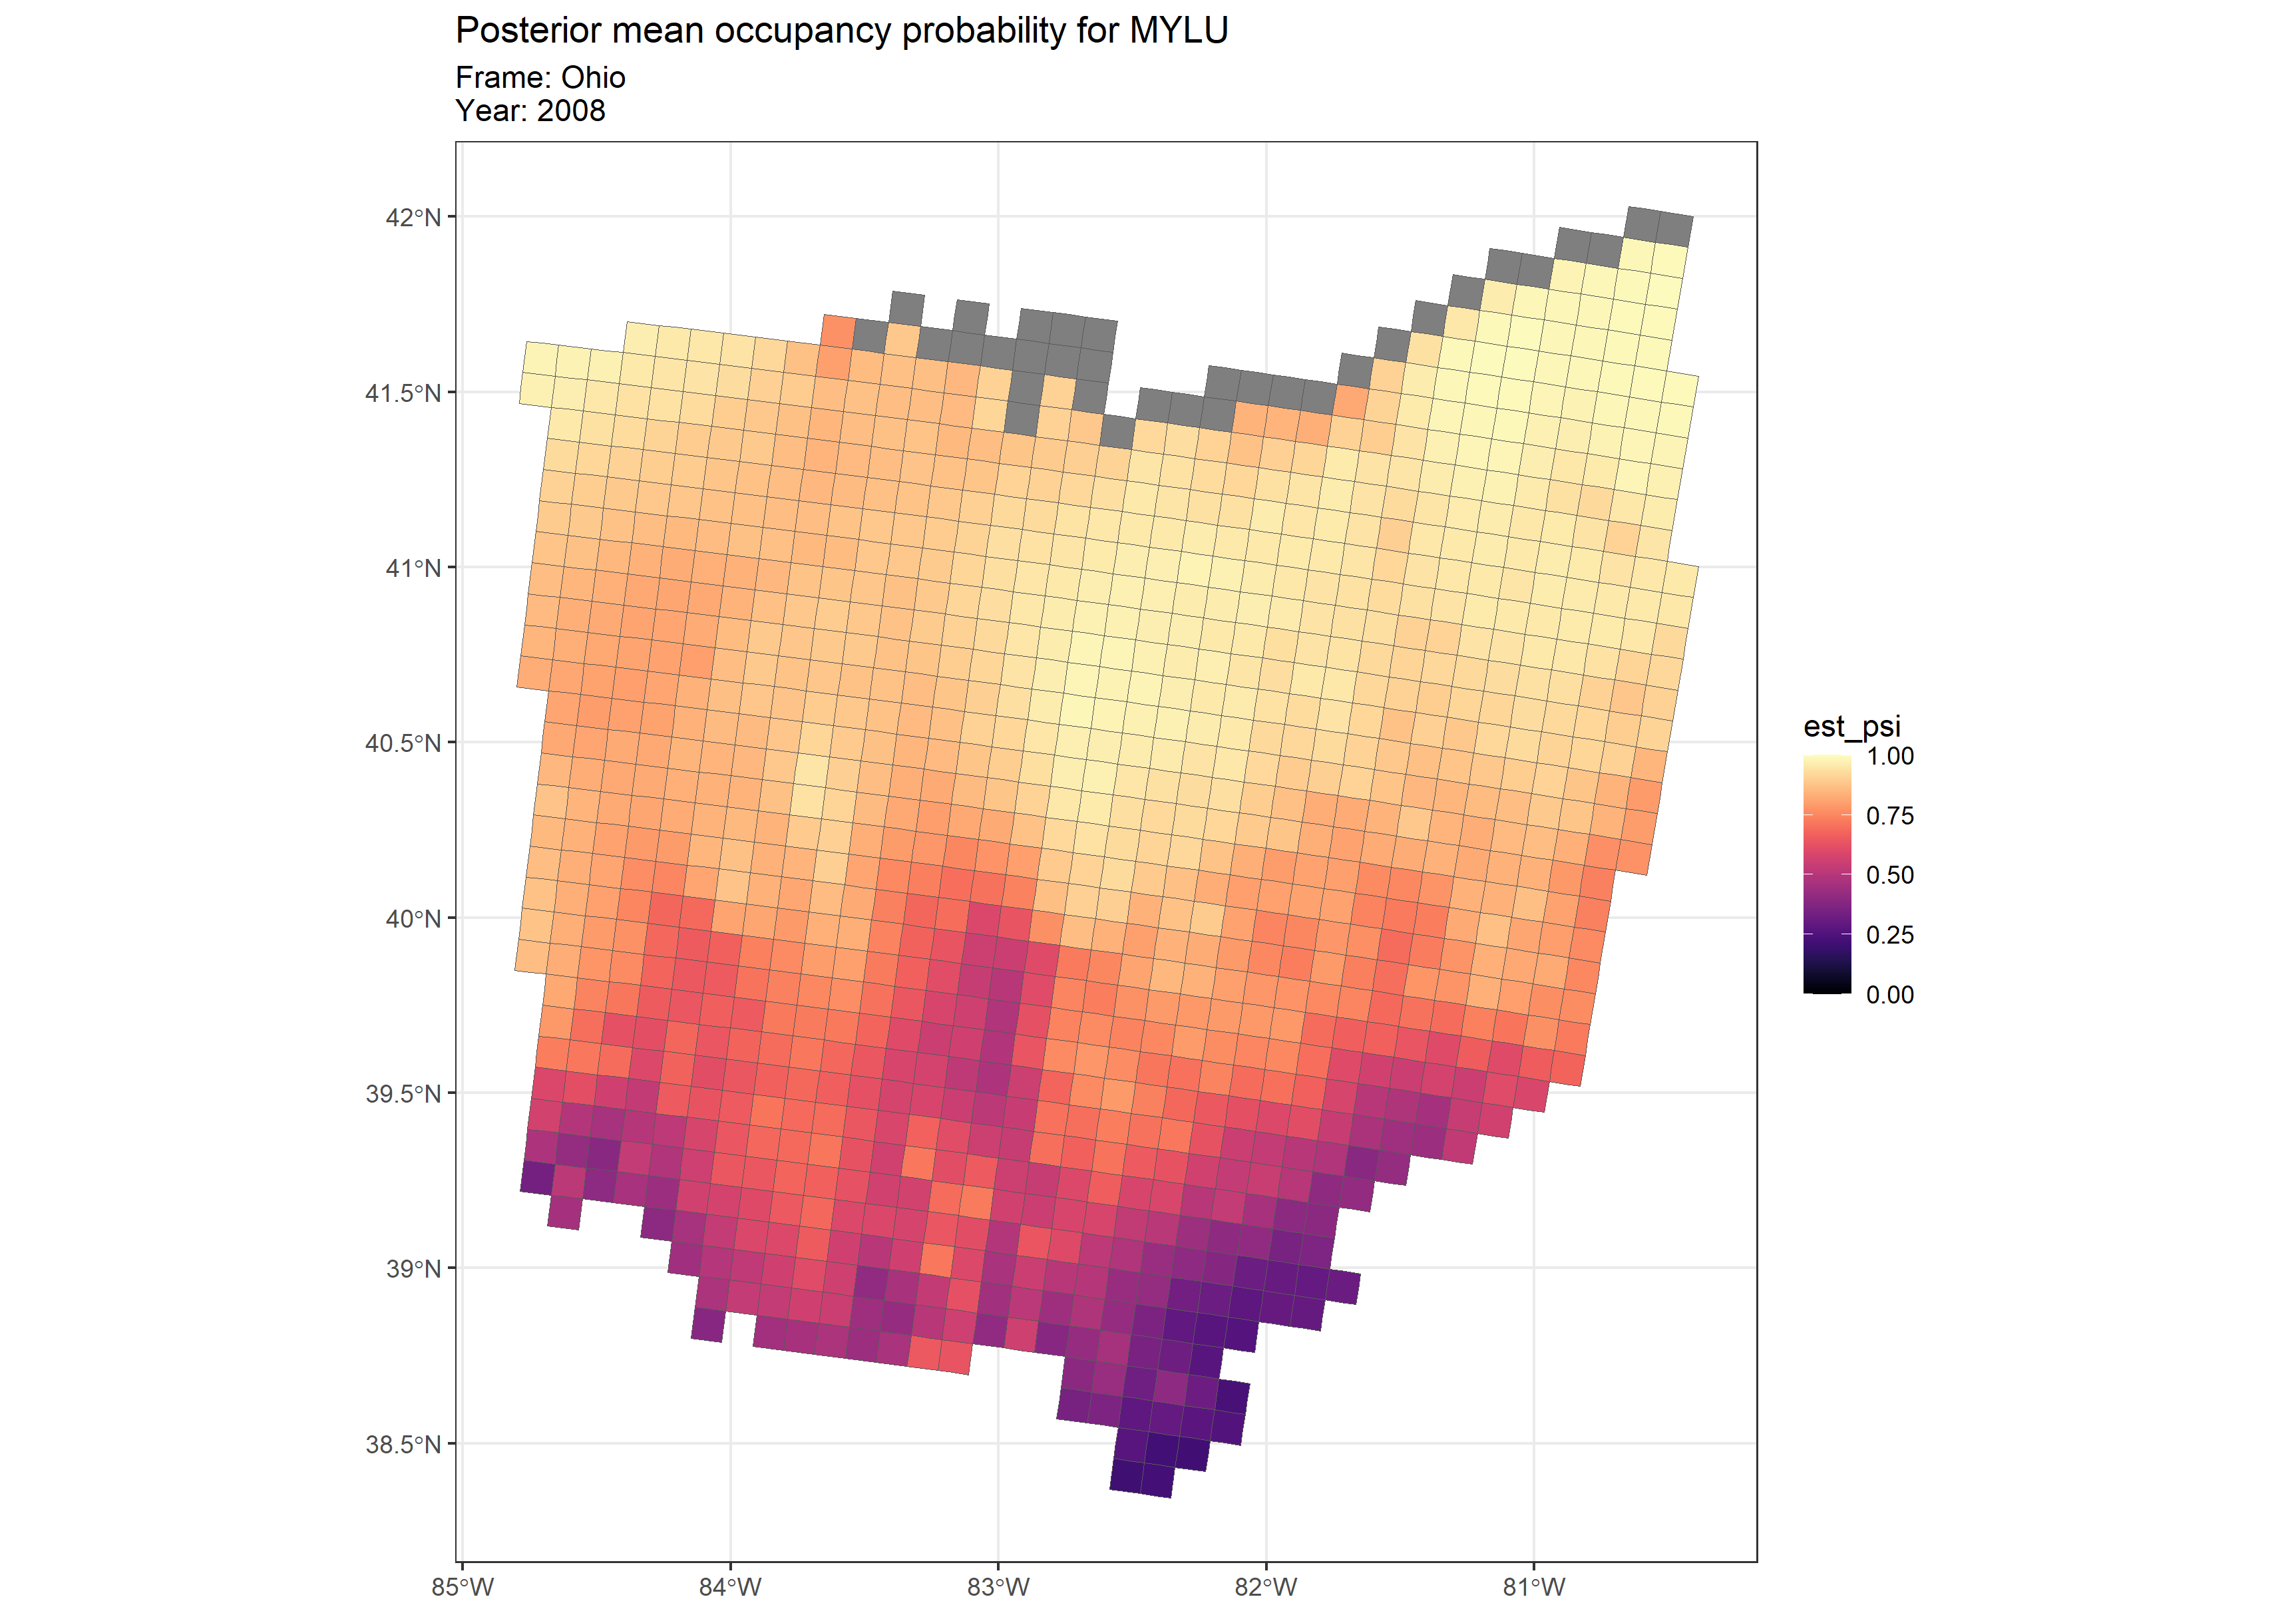 Posterior mean occupancy probability for MYLU
Frame: Ohio
Year: 2008
42°N
41.5°N
41°N
40.5°N
40°N
39.5°N
39°N
38.5°N
85°W
84°W
83°W
82°W
81°W
est_psi
1.00
0.75
0.50
0.25
0.00